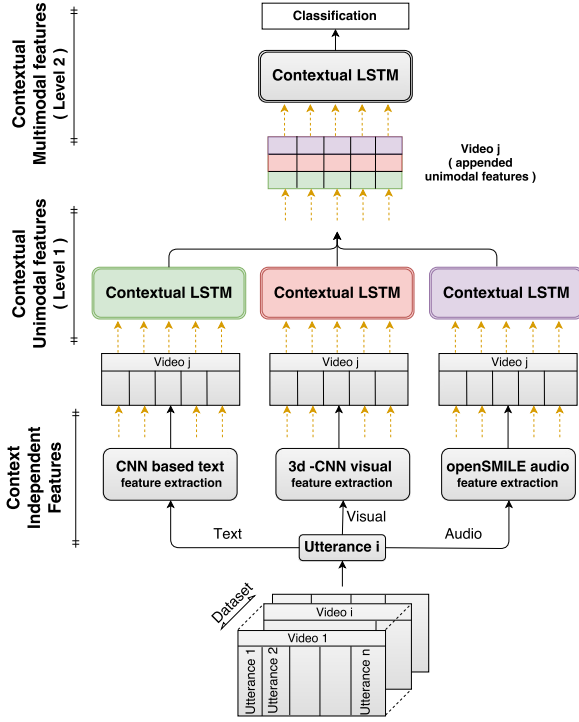 Classification
Contextual LSTM
Contextual
Multimodal features
( Level 2 )
Video j
( appended
unimodal features )
Contextual
Unimodal features
( Level 1 )
Contextual LSTM
Contextual LSTM
Contextual LSTM
Video j
Video j
Video j
Context
Independent
Features
CNN based text
feature extraction
3d -CNN visual
feature extraction
openSMILE audio
feature extraction
Text
Visual
Audio
Utterance i
Dataset
Video i
Video 1
Utterance 1
Utterance 2
Utterance n